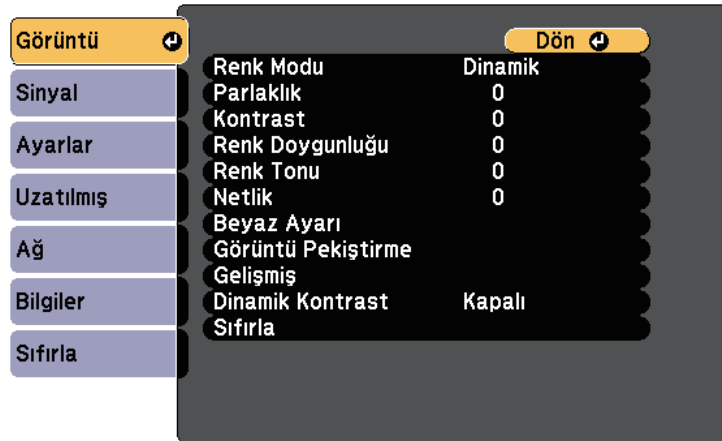 Görüntü
Sinyal
Ayarlar
Uzatılmış
Ağ
Bilgiler
Sıfırla
Dön
Renk Modu Dinamik
Parlaklık 0
Kontrast 0
Renk Doygunluğu 0
Renk Tonu 0
Netlik 0
Beyaz Ayarı
Görüntü Pekiştirme
Gelişmiş
Dinamik Kontrast Kapalı
Sıfırla